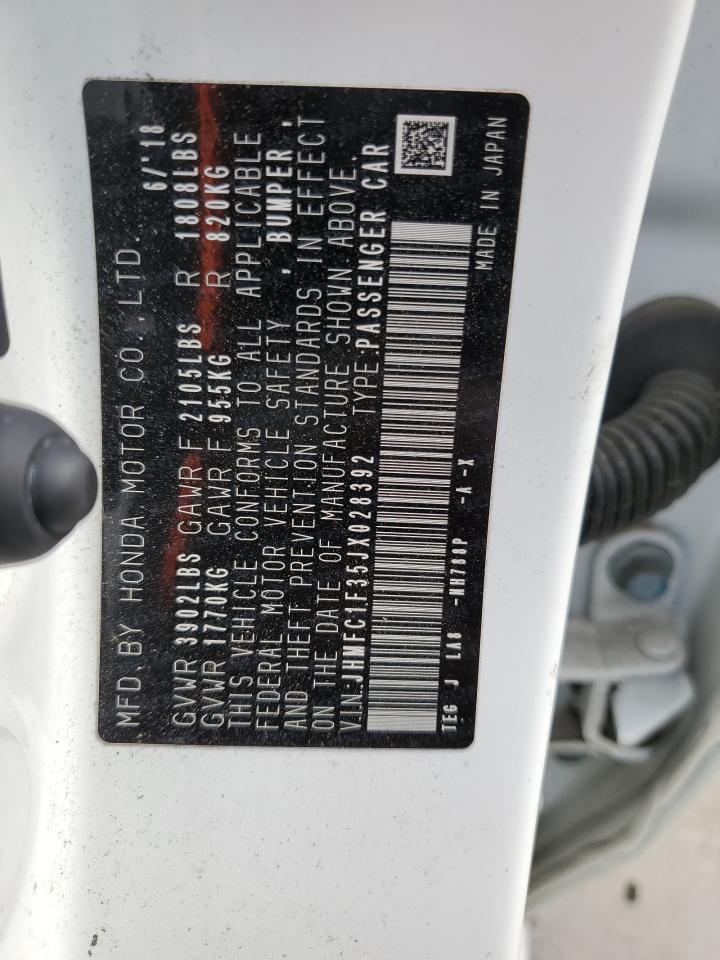 MFD.BY HONDA MOTOR CO.,LTD. 6/'18
GVWR 3902LBS GAWR F 2105LBS R 1808LBS
GVWR 1770KG GAWR F 955KG R 820KG
THIS VEHICLE CONFORMS TO ALL APPLICABLE
FEDERAL MOTOR VEHICLE SAFETY , BUMPER ,
AND THEFT PREVENTION STANDARDS IN EFFECT
ON THE DATE OF MANUFACTURE SHOWN ABOVE.
V.I.N.:JHMFC1F35JX028392 TYPE:PASSENGER CAR
TEG J LA8 -NH788P -A -X MADE IN JAPAN